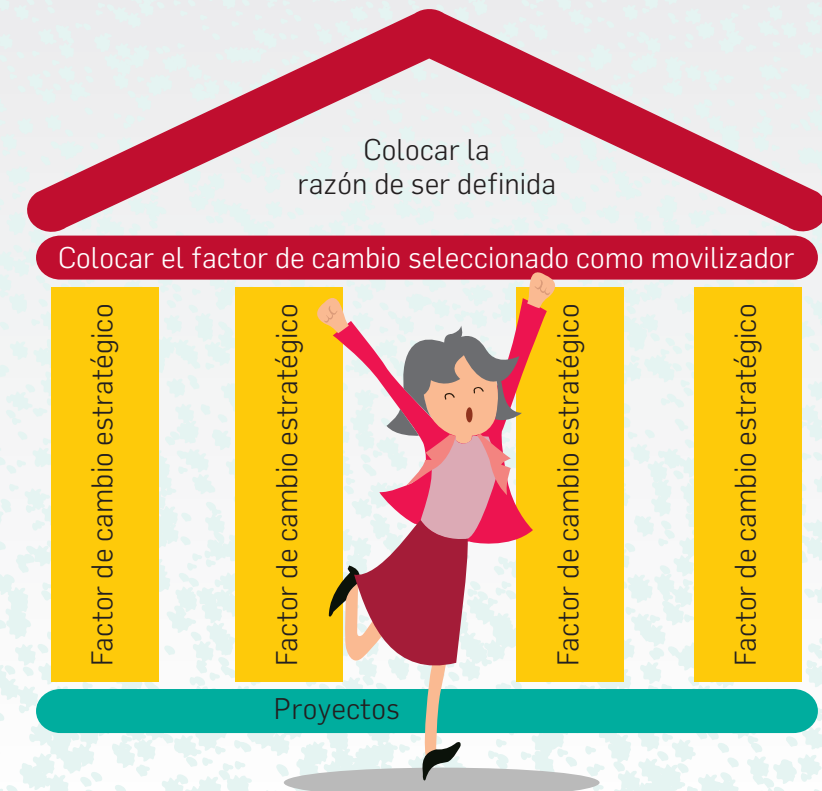 Colocar la
razón de ser definida
Colocar el factor de cambio seleccionado como movilizador
Factor de cambio estratégico
Factor de cambio estratégico
Factor de cambio estratégico
Factor de cambio estratégico
Proyectos